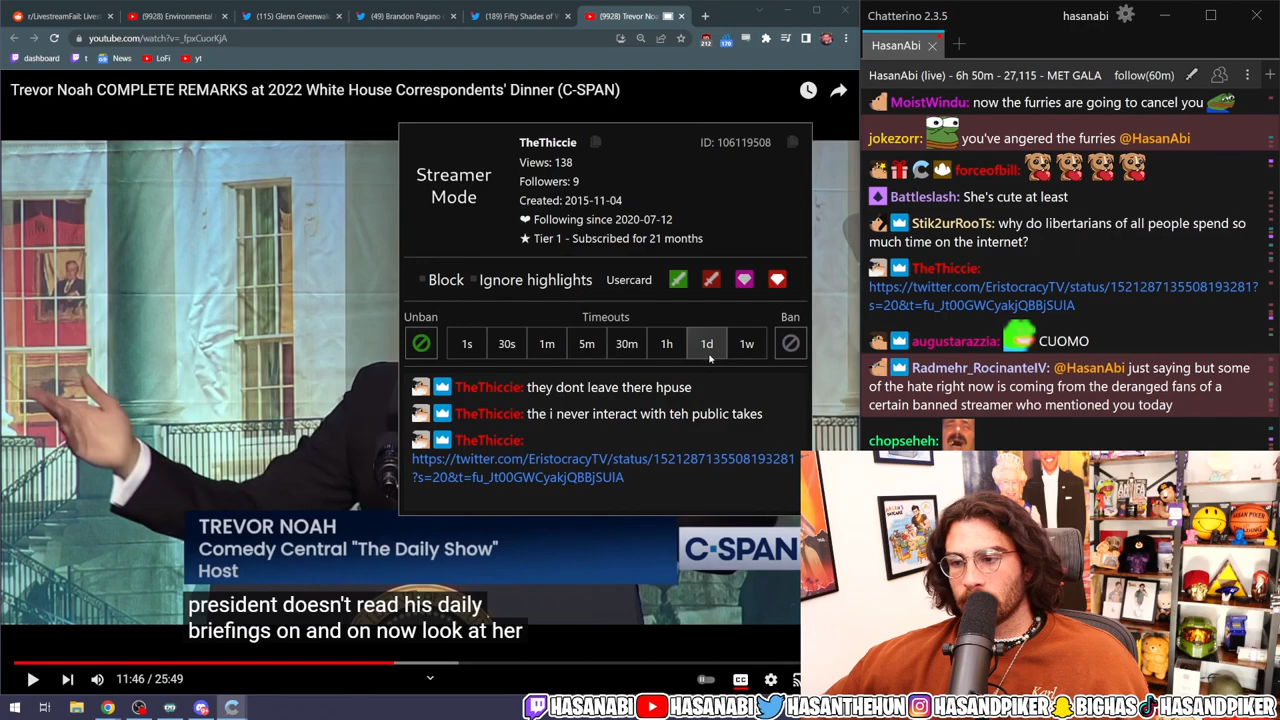 r/LivestreamFail: Livest
(9928) Environmental
(115) Glenn Greenwal
(49) Brandon Pagano
(189) Fifty Shades of W
(9928) Trevor Noa
youtube.com/watch?v=_fpxCuorKjA
212
178
dashboard
t
News
LoFi
yt
Trevor Noah COMPLETE REMARKS at 2022 White House Correspondents' Dinner (C-SPAN)
Streamer
Mode
TheThiccie
ID: 106119508
Views: 138
Followers: 9
Created: 2015-11-04
❤ Following since 2020-07-12
★ Tier 1 - Subscribed for 21 months
Block
Ignore highlights
Usercard
Unban
Timeouts
Ban
1s
30s
1m
5m
30m
1h
1d
1w
TheThiccie: they dont leave there hpuse
TheThiccie: the i never interact with teh public takes
TheThiccie:
https://twitter.com/EristocracyTV/status/1521287135508193281
?s=20&t=fu_Jt00GWCyakjQBBjSUIA
TREVOR NOAH
Comedy Central "The Daily Show"
Host
C-SPAN
president doesn't read his daily
briefings on and on now look at her
11:46 / 25:49
CC
Chatterino 2.3.5
hasanabi
HasanAbi
HasanAbi (live) - 6h 50m - 27,115 - MET GALA
follow(60m)
MoistWindu: now the furries are going to cancel you
jokezorr: you've angered the furries @HasanAbi
forceofbill:
Battleslash: She's cute at least
Stik2urRooTs: why do libertarians of all people spend so
much time on the internet?
TheThiccie:
https://twitter.com/EristocracyTV/status/1521287135508193281?
s=20&t=fu_Jt00GWCyakjQBBjSUIA
augustarazzia: CUOMO
Radmehr_RocinanteIV: @HasanAbi just saying but some
of the hate right now is coming from the deranged fans of a
certain banned streamer who mentioned you today
chopseheh:
HASAN PIKER
HASANABI
HASANABI
HASANTHEHUN
HASANDPIKER
BIGHAS
HASANDPIKER